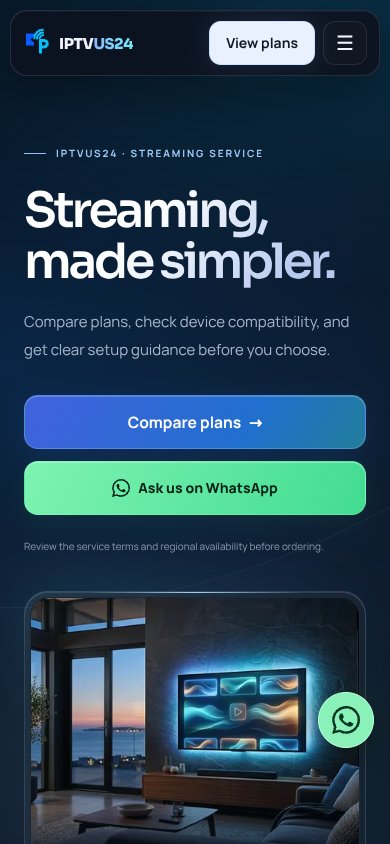 IPTVUS24
View plans
IPTVUS24 · STREAMING SERVICE
Streaming,
made simpler.
Compare plans, check device compatibility, and
get clear setup guidance before you choose.
Compare plans →
Ask us on WhatsApp
Review the service terms and regional availability before ordering.